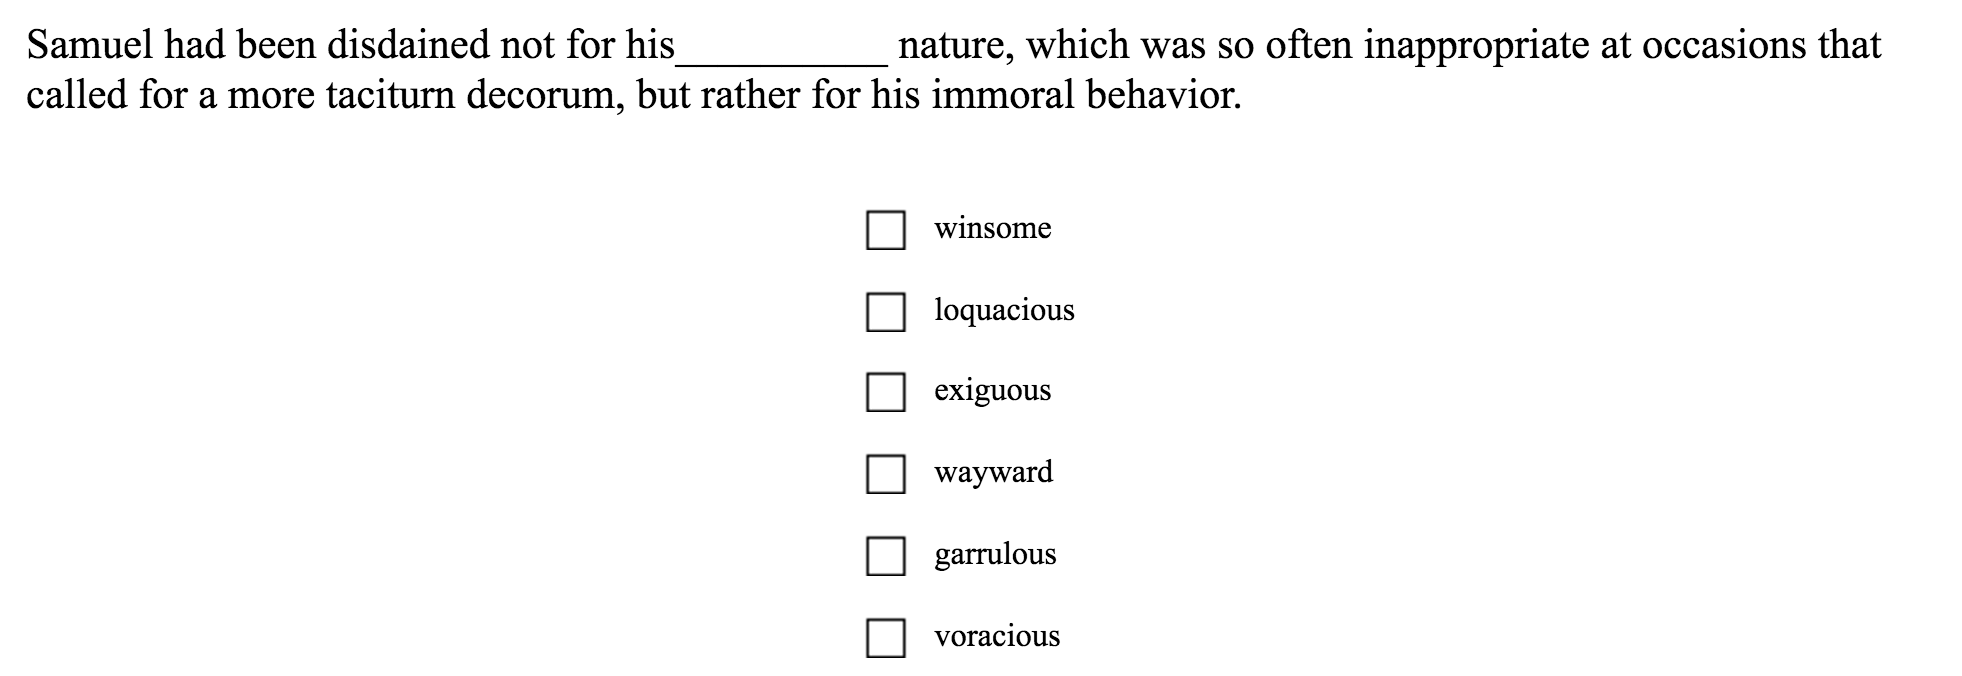 Samuel had been disdained not for his__________ nature, which was so often inappropriate at occasions that
called for a more taciturn decorum, but rather for his immoral behavior.
winsome
loquacious
exiguous
wayward
garrulous
voracious